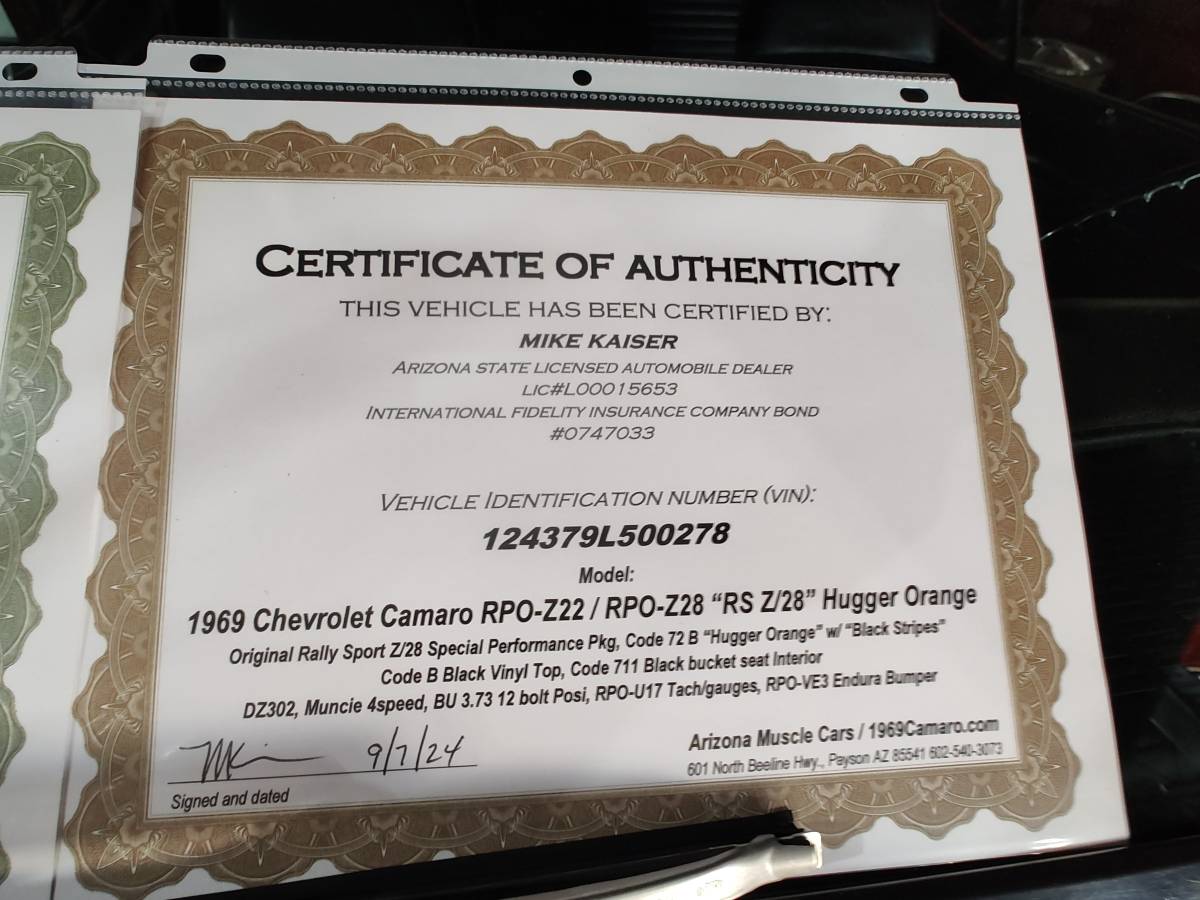 CERTIFICATE OF AUTHENTICITY
THIS VEHICLE HAS BEEN CERTIFIED BY:
MIKE KAISER
ARIZONA STATE LICENSED AUTOMOBILE DEALER
LIC#L00015653
INTERNATIONAL FIDELITY INSURANCE COMPANY BOND
#0747033
VEHICLE IDENTIFICATION NUMBER (VIN):
124379L500278
Model:
1969 Chevrolet Camaro RPO-Z22 / RPO-Z28 “RS Z/28” Hugger Orange
Original Rally Sport Z/28 Special Performance Pkg, Code 72 B “Hugger Orange” w/ “Black Stripes”
Code B Black Vinyl Top, Code 711 Black bucket seat Interior
DZ302, Muncie 4speed, BU 3.73 12 bolt Posi, RPO-U17 Tach/gauges, RPO-VE3 Endura Bumper
9/7/24
Signed and dated
Arizona Muscle Cars / 1969Camaro.com
601 North Beeline Hwy., Payson AZ 85541 602-540-3073